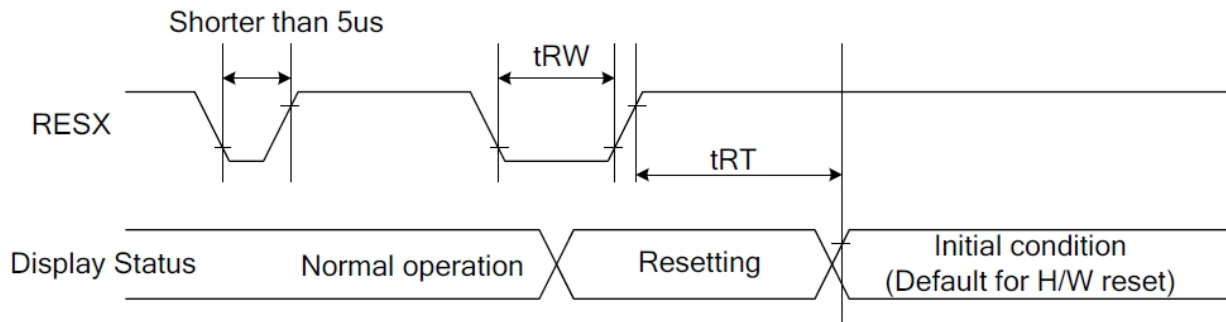 Shorter than 5us
tRW
RESX
tRT
Display Status
Normal operation
Resetting
Initial condition
(Default for H/W reset)